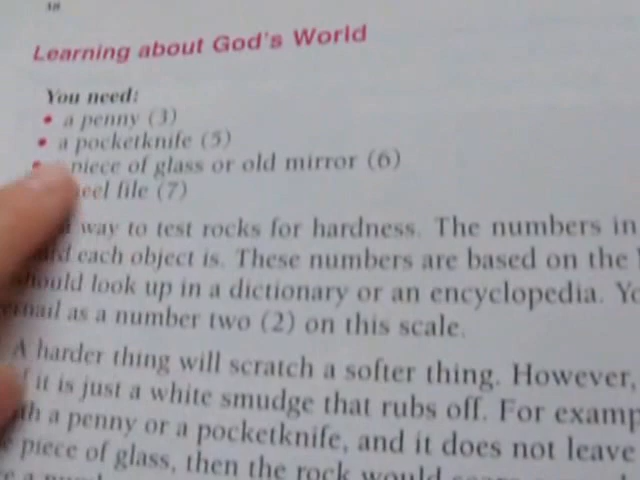 38
Learning about God's World
You need:
• a penny (3)
• a pocketknife (5)
• piece of glass or old mirror (6)
file (7)
way to test rocks for hardness. The numbers in
each object is. These numbers are based on the
should look up in a dictionary or an encyclopedia.
as a number two (2) on this scale.
A harder thing will scratch a softer thing. However,
it is just a white smudge that rubs off. For
a penny or a pocketknife, and it does not leave
piece of glass, then the rock would